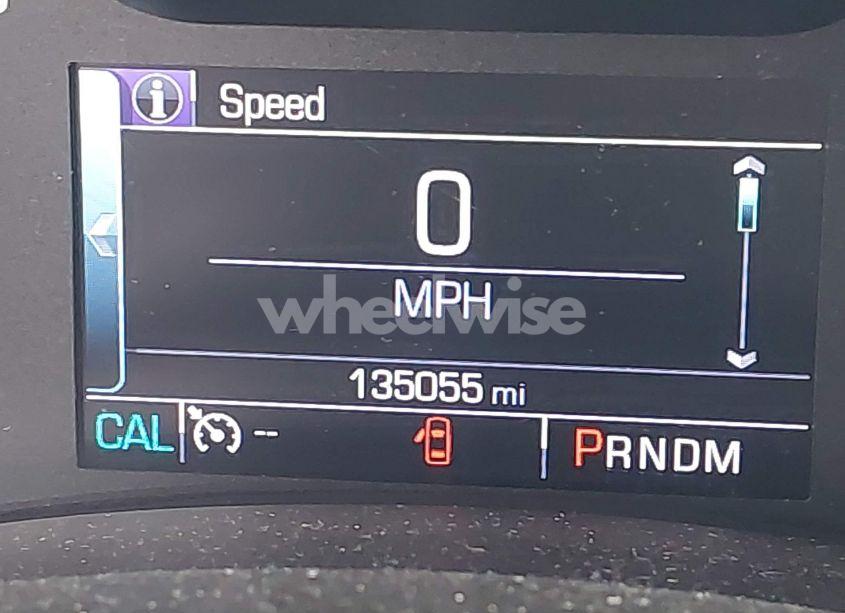 Speed
0
MPH
wheelwise
135055 mi
CAL -- PRNDM